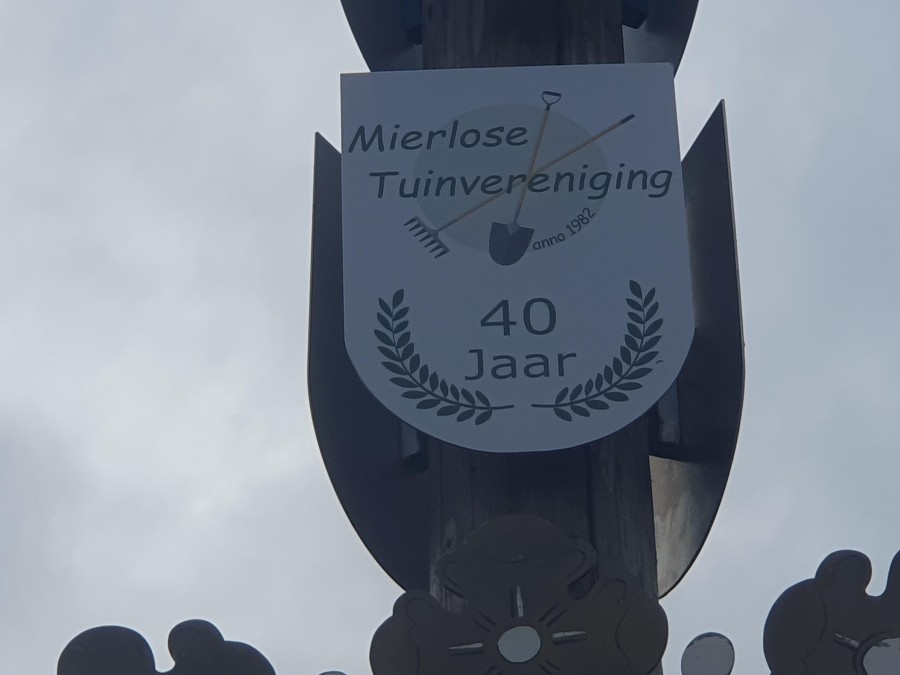 Mierlose
Tuinvereniging
anno 1982
40
Jaar